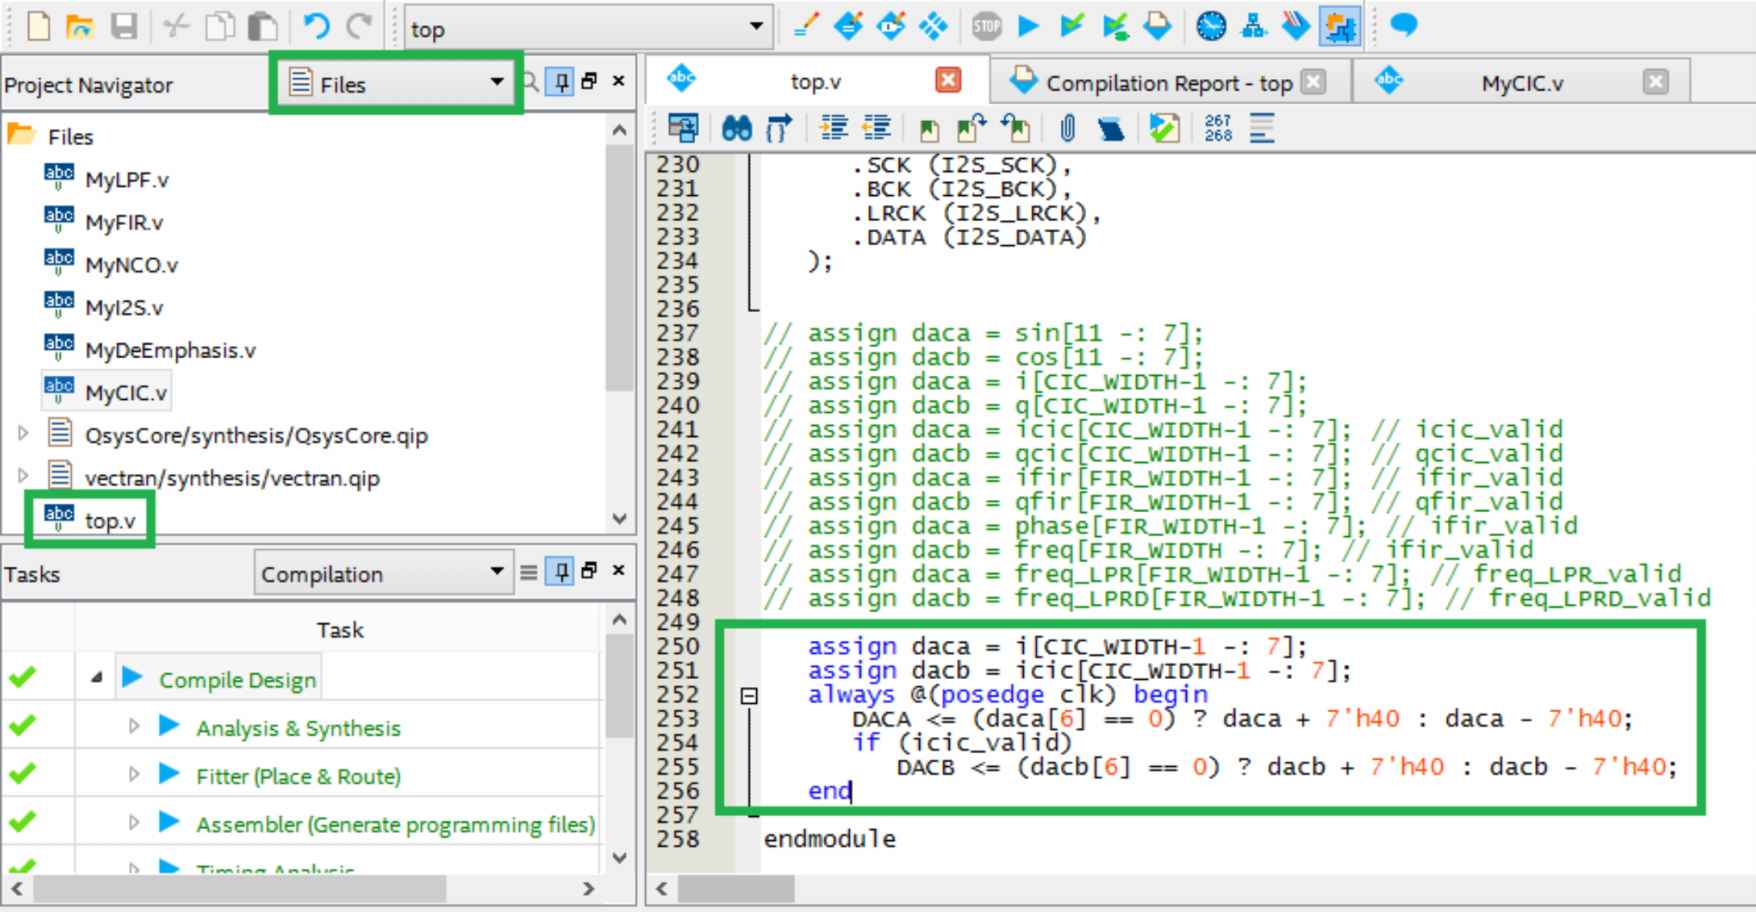 top
Project Navigator
Files
Files
MyLPF.v
MyFIR.v
MyNCO.v
MyI2S.v
MyDeEmphasis.v
MyCIC.v
QsysCore/synthesis/QsysCore.qip
vectran/synthesis/vectran.qip
top.v
Tasks
Compilation
Task
Compile Design
Analysis & Synthesis
Fitter (Place & Route)
Assembler (Generate programming files)
Timing Analysis
STOP
top.v
Compilation Report - top
MyCIC.v
267
268
230 .SCK (I2S_SCK),
231 .BCK (I2S_BCK),
232 .LRCK (I2S_LRCK),
233 .DATA (I2S_DATA)
234 );
235
236
237 // assign daca = sin[11 -: 7];
238 // assign dacb = cos[11 -: 7];
239 // assign daca = i[CIC_WIDTH-1 -: 7];
240 // assign dacb = q[CIC_WIDTH-1 -: 7];
241 // assign daca = icic[CIC_WIDTH-1 -: 7]; // icic_valid
242 // assign dacb = qcic[CIC_WIDTH-1 -: 7]; // qcic_valid
243 // assign daca = ifir[FIR_WIDTH-1 -: 7]; // ifir_valid
244 // assign dacb = qfir[FIR_WIDTH-1 -: 7]; // qfir_valid
245 // assign daca = phase[FIR_WIDTH-1 -: 7]; // ifir_valid
246 // assign dacb = freq[FIR_WIDTH -: 7]; // ifir_valid
247 // assign daca = freq_LPR[FIR_WIDTH-1 -: 7]; // freq_LPR_valid
248 // assign dacb = freq_LPRD[FIR_WIDTH-1 -: 7]; // freq_LPRD_valid
249
250 assign daca = i[CIC_WIDTH-1 -: 7];
251 assign dacb = icic[CIC_WIDTH-1 -: 7];
252 always @(posedge clk) begin
253 DACA <= (daca[6] == 0) ? daca + 7'h40 : daca - 7'h40;
254 if (icic_valid)
255 DACB <= (dacb[6] == 0) ? dacb + 7'h40 : dacb - 7'h40;
256 end
257
258 endmodule